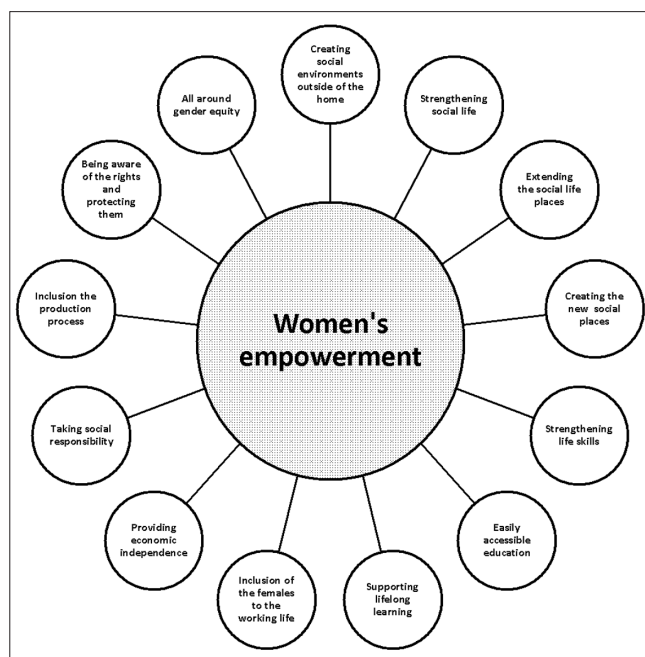 Women's
empowerment
Creating
social
environments
outside of the
home
Strengthening
social life
Extending
the social life
places
Creating the
new social
places
Strengthening
life skills
Easily
accessible
education
Supporting
lifelong
learning
Inclusion of
the females
to the
working life
Providing
economic
independence
Taking social
responsibility
Inclusion the
production
process
Being aware
of the rights
and
protecting
them
All around
gender equity